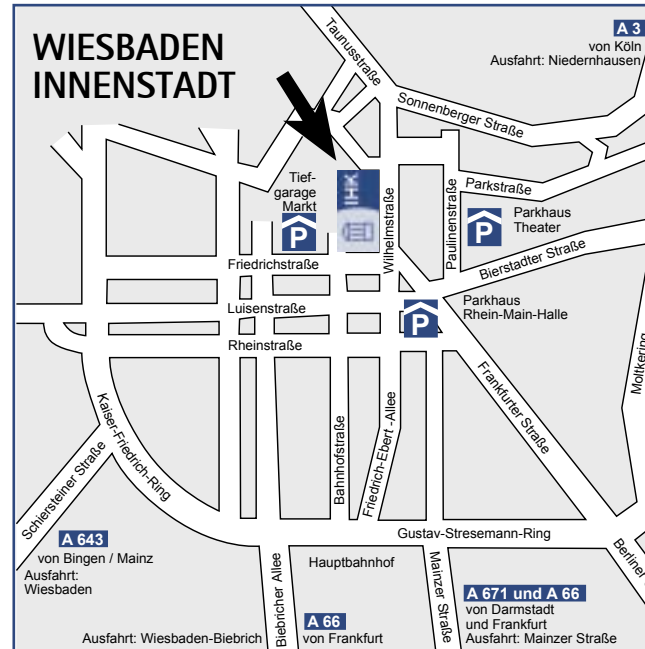 WIESBADEN
INNENSTADT
Taunusstraße
A 3
von Köln
Ausfahrt: Niedernhausen
Sonnenberger Straße
Tief-
garage
Markt
P
IHK
Wilhelmstraße
Paulinenstraße
Parkstraße
P
Parkhaus
Theater
Bierstadter Straße
Friedrichstraße
Luisenstraße
Rheinstraße
P
Parkhaus
Rhein-Main-Halle
Moltkering
Frankfurter Straße
Kaiser-Friedrich-Ring
Bahnhofstraße
Friedrich-Ebert -Allee
Schiersteiner Straße
Gustav-Stresemann-Ring
A 643
von Bingen / Mainz
Ausfahrt:
Wiesbaden
Hauptbahnhof
Biebricher Allee
Mainzer Straße
Berliner
A 66
von Frankfurt
Ausfahrt: Wiesbaden-Biebrich
A 671 und A 66
von Darmstadt
und Frankfurt
Ausfahrt: Mainzer Straße